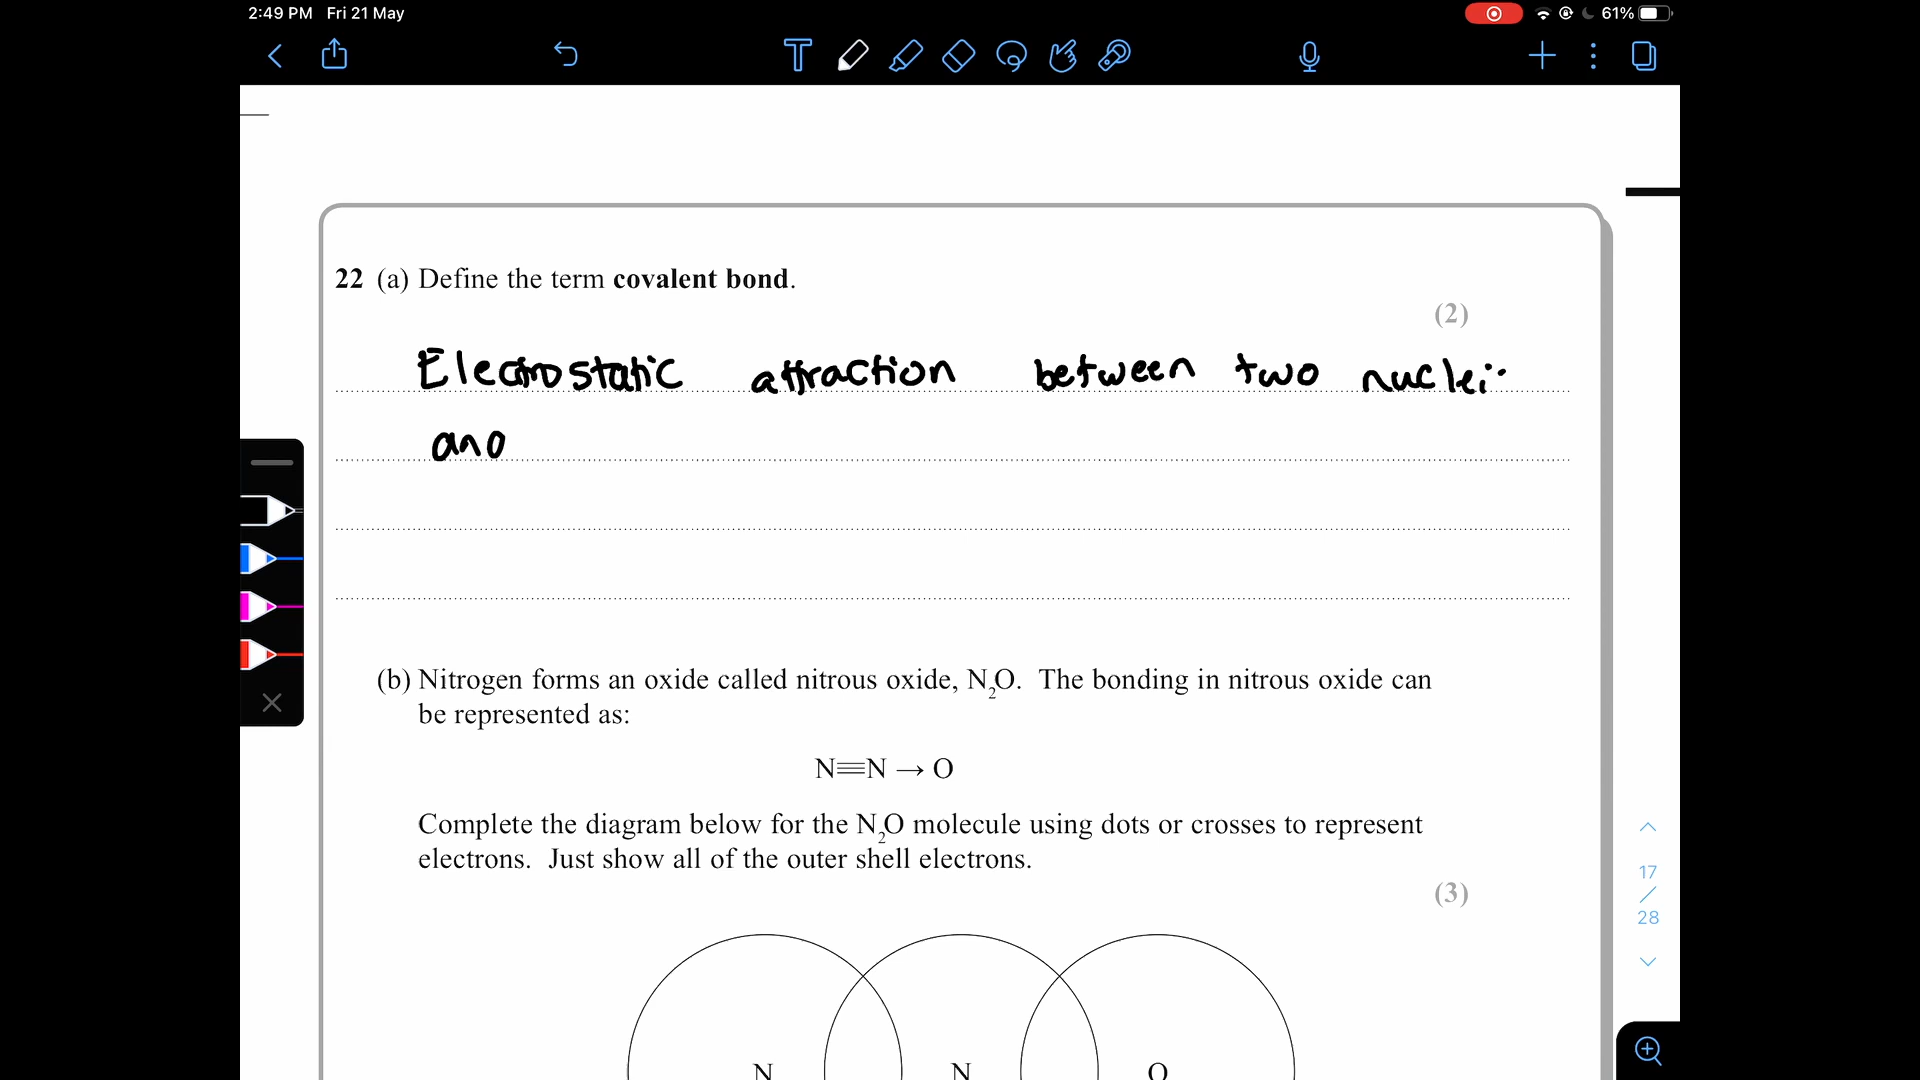 2:49 PM Fri 21 May
61%
22 (a) Define the term covalent bond.
(2)
Electrostatic attraction between two nuclei
and
(b) Nitrogen forms an oxide called nitrous oxide, N₂O. The bonding in nitrous oxide can
be represented as:
N≡N → O
Complete the diagram below for the N₂O molecule using dots or crosses to represent
electrons. Just show all of the outer shell electrons.
(3)
17
/
28
N N O